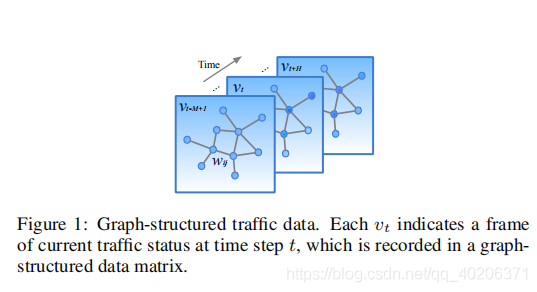 Time
V_{t+H}
V_t
V_{t-M+1}
W_{ij}
Figure 1: Graph-structured traffic data. Each v_t indicates a frame
of current traffic status at time step t, which is recorded in a graph-
structured data matrix.
https://blog.csdn.net/qq_40206371